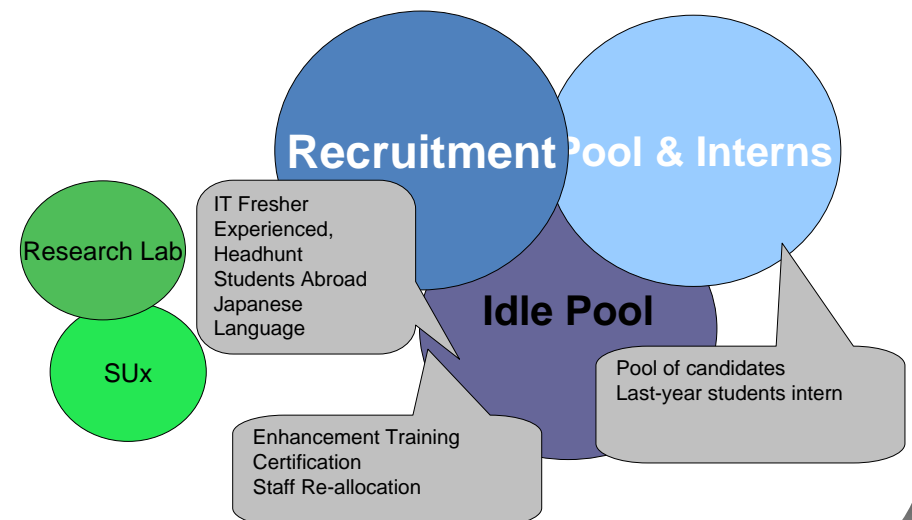 Recruitment
Pool & Interns
IT Fresher
Experienced,
Headhunt
Students Abroad
Japanese
Language
Research Lab
Idle Pool
SUx
Pool of candidates
Last-year students intern
Enhancement Training
Certification
Staff Re-allocation